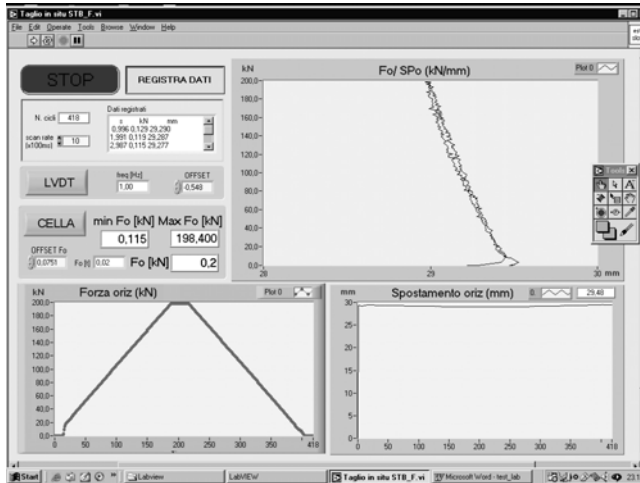 Taglio in situ STB_F.vi
File Edit Operate Tools Browse Window Help
STOP
REGISTRA DATI
N. cicli 418
scan rate (x100ms) 10
Dati registrati
s kN mm
0,996 0,129 29,290
1,991 0,119 29,287
2,987 0,115 29,277
LVDT
freq [Hz]
1,00
OFFSET
-0,548
CELLA
min Fo [kN] Max Fo [kN]
0,115 198,400
OFFSET Fo
0,0751
Fo [t] 0,02
Fo [kN] 0,2
kN
Fo/ SPo (kN/mm)
Plot 0
200,0
180,0
160,0
140,0
120,0
100,0
80,0
60,0
40,0
20,0
0,0
28 29 30 mm
Tools
kN
Forza oriz (kN)
Plot 0
200,0
180,0
160,0
140,0
120,0
100,0
80,0
60,0
40,0
20,0
0,0
0 50 100 150 200 250 300 350 418
mm
Spostamento oriz (mm)
0 29,48
30
25
20
15
10
5
0
0 50 100 150 200 250 300 350 418
Start
Labview
LabVIEW
Taglio in situ STB_F.vi
Microsoft Word - test_lab